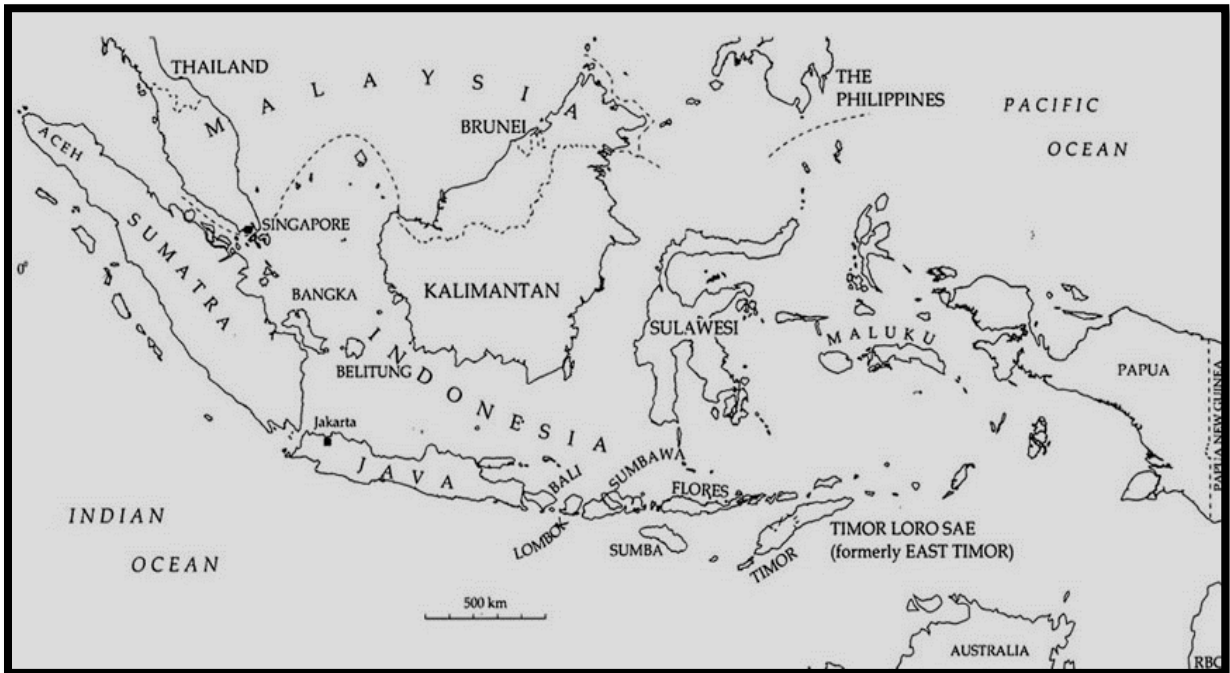 THAILAND
MALAYSIA
THE
PHILIPPINES
PACIFIC
OCEAN
BRUNEI
ACEH
SINGAPORE
SUMATRA
0°
BANGKA
KALIMANTAN
SULAWESI
MALUKU
PAPUA
PAPUA NEW GUINEA
BELITUNG
INDONESIA
Jakarta
JAVA
BALI
SUMBAWA
FLORES
LOMBOK
SUMBA
TIMOR
TIMOR LORO SAE
(formerly EAST TIMOR)
INDIAN
OCEAN
500 km
AUSTRALIA
RBC